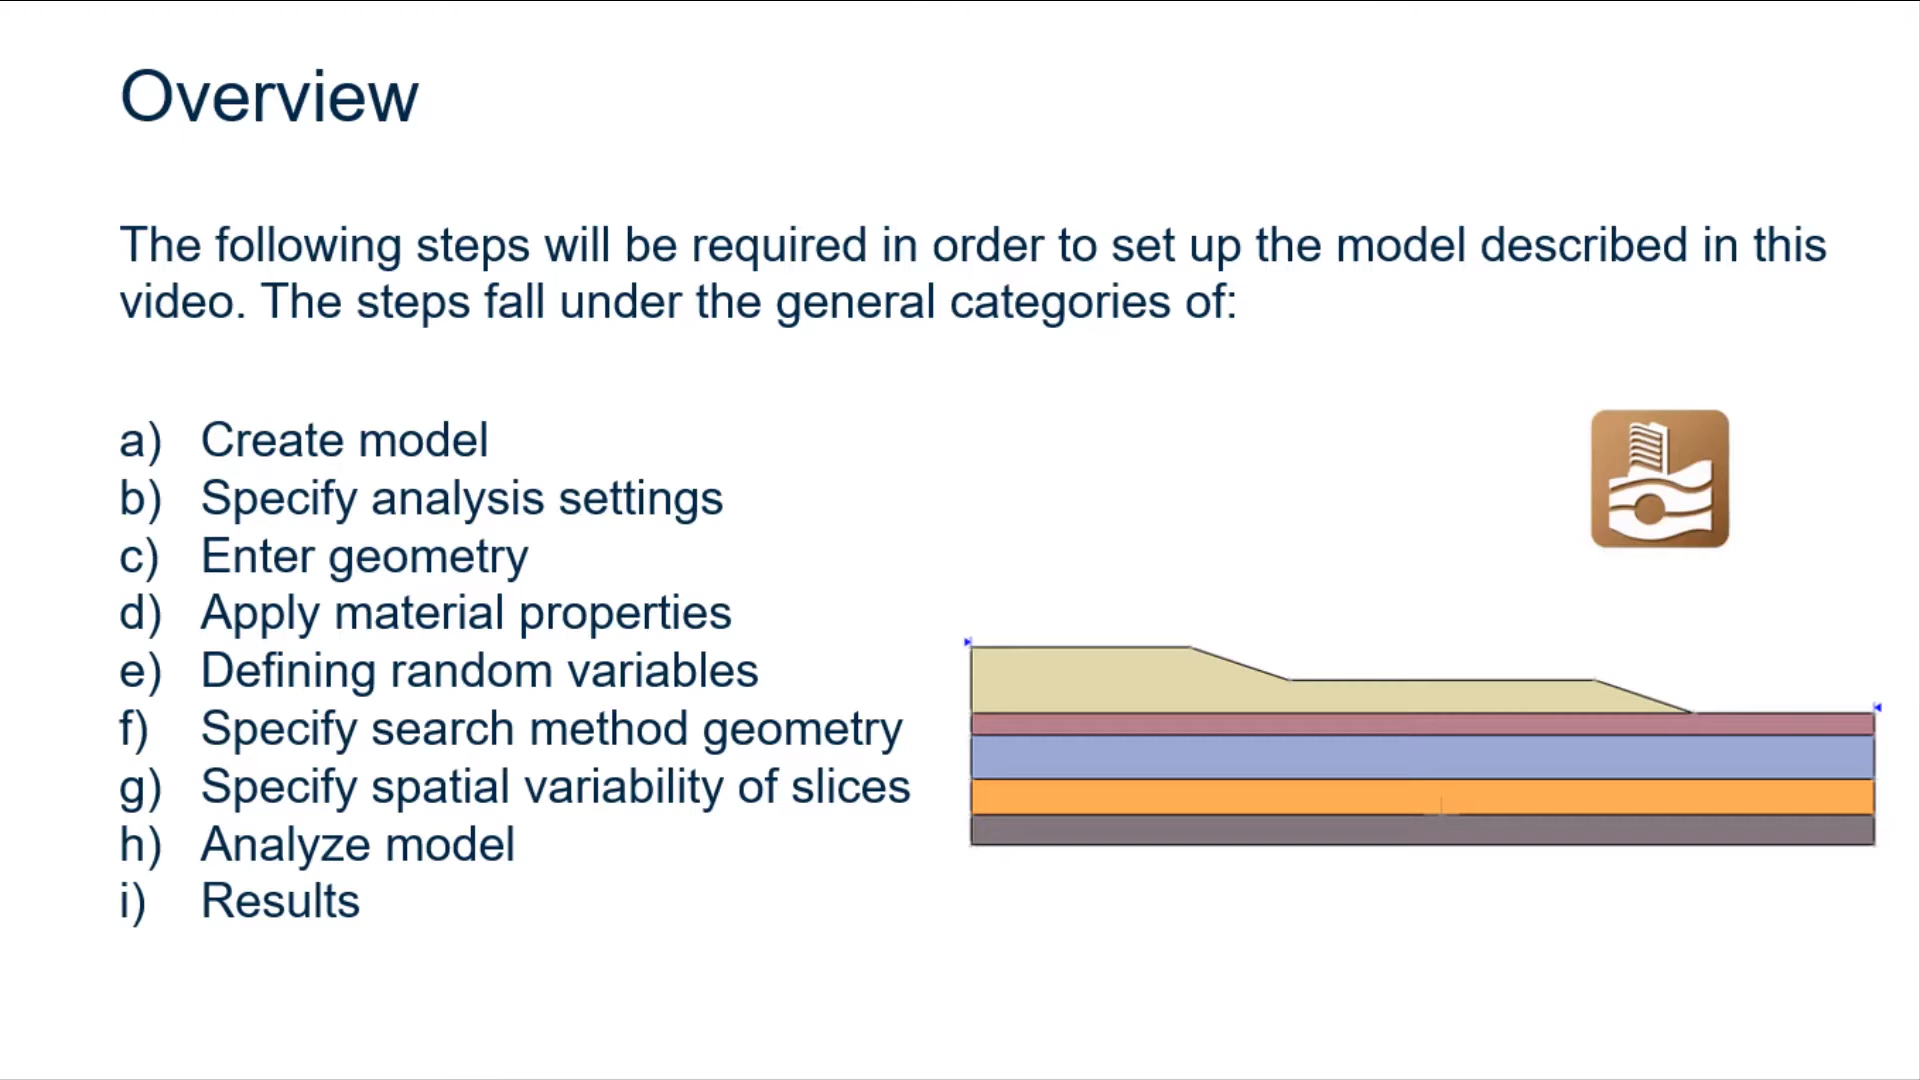 Overview
The following steps will be required in order to set up the model described in this
video. The steps fall under the general categories of:
a) Create model
b) Specify analysis settings
c) Enter geometry
d) Apply material properties
e) Defining random variables
f) Specify search method geometry
g) Specify spatial variability of slices
h) Analyze model
i) Results